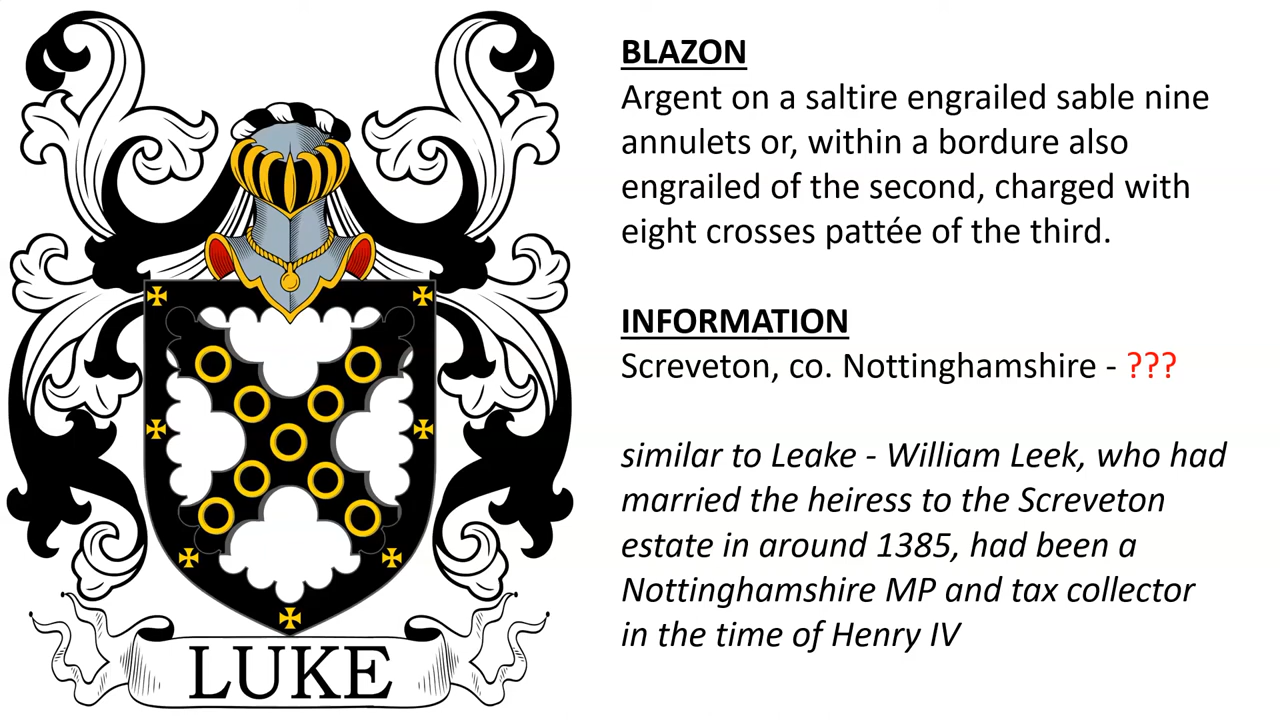 BLAZON
Argent on a saltire engrailed sable nine
annulets or, within a bordure also
engrailed of the second, charged with
eight crosses pattée of the third.
INFORMATION
Screveton, co. Nottinghamshire - ???
similar to Leake - William Leek, who had
married the heiress to the Screveton
estate in around 1385, had been a
Nottinghamshire MP and tax collector
in the time of Henry IV
LUKE